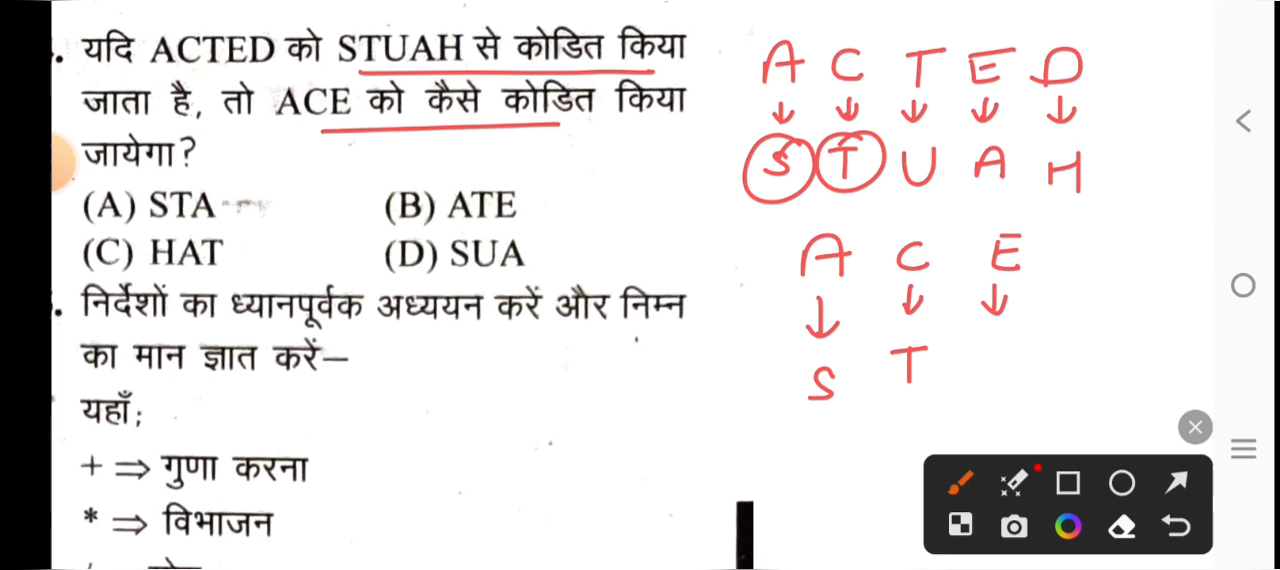 . यदि ACTED को STUAH से कोडित किया
जाता है, तो ACE को कैसे कोडित किया
जायेगा?
(A) STA (B) ATE
(C) HAT (D) SUA
. निर्देशों का ध्यानपूर्वक अध्ययन करें और निम्न
का मान ज्ञात करें—
यहाँ;
+ ⇒ गुणा करना
* ⇒ विभाजन
A C T E D
↓ ↓ ↓ ↓ ↓
S T U A H
A C E
↓ ↓ ↓
S T